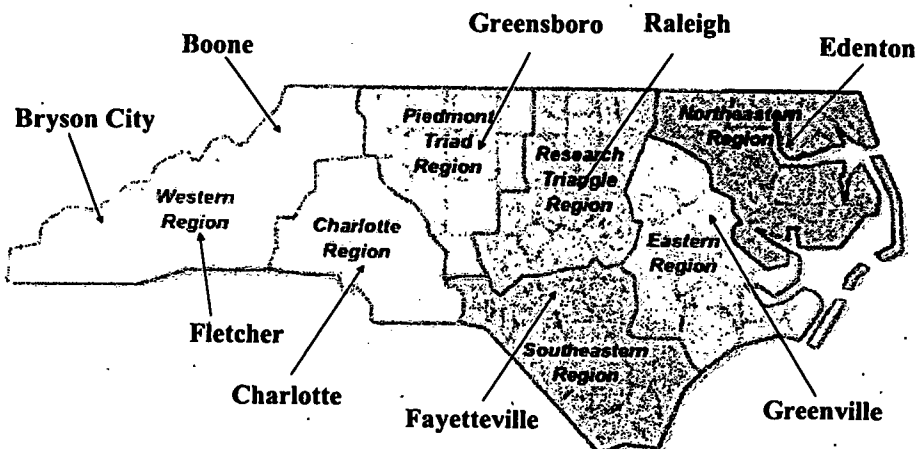 Greensboro
Raleigh
Boone
Edenton
Bryson City
Piedmont
Triad
Region
Northeastern
Region
Research
Triangle
Region
Western
Region
Charlotte
Region
Eastern
Region
Fletcher
Southeastern
Region
Charlotte
Fayetteville
Greenville